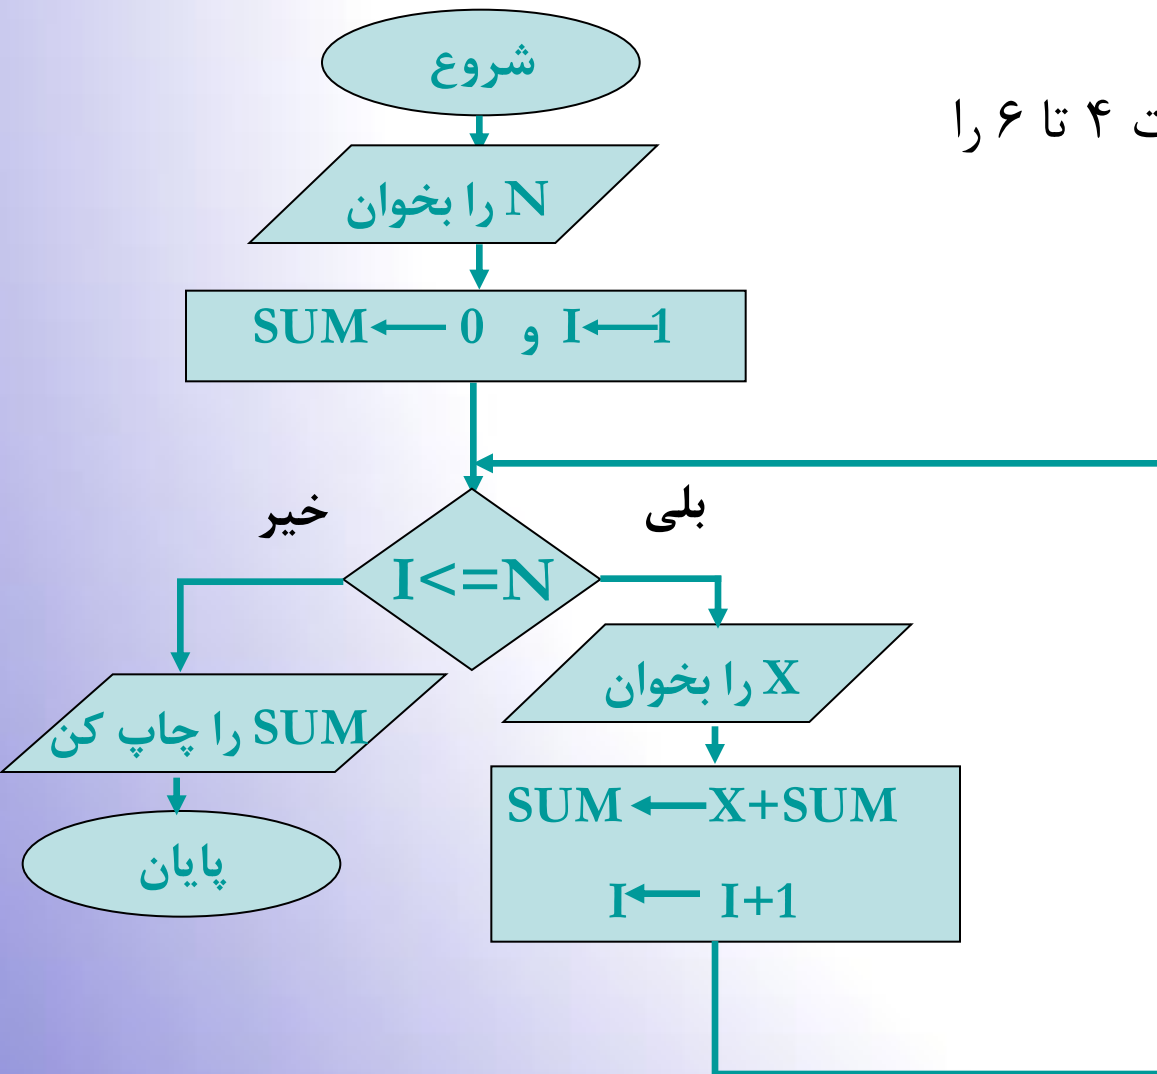 شروع
ت ۴ تا ۶ را
N را بخوان
SUM ← 0 و I ← 1
خیر
بلی
I<=N
X را بخوان
SUM را چاپ کن
SUM ← X+SUM
پایان
I ← I+1